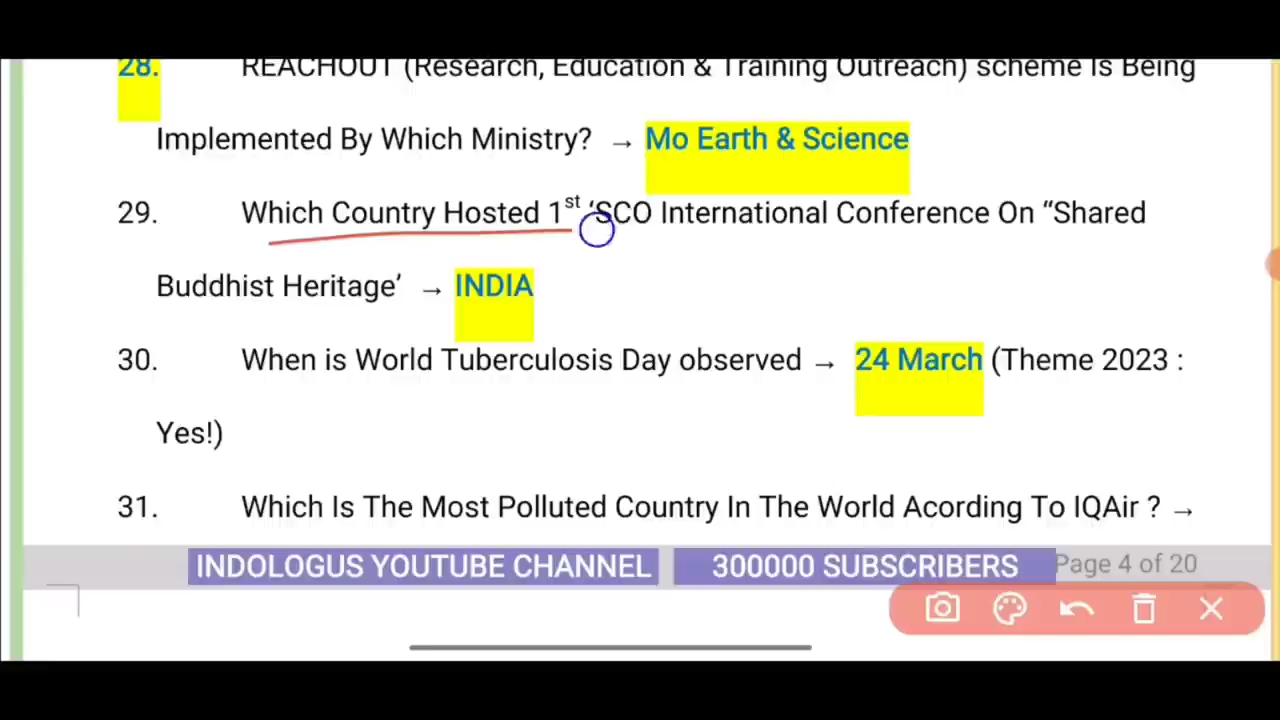 28. REACHOUT (Research, Education & Training Outreach) scheme Is Being
Implemented By Which Ministry? → Mo Earth & Science
29. Which Country Hosted 1st ‘SCO International Conference On “Shared
Buddhist Heritage’ → INDIA
30. When is World Tuberculosis Day observed → 24 March (Theme 2023 :
Yes!)
31. Which Is The Most Polluted Country In The World Acording To IQAir ? →
INDOLOGUS YOUTUBE CHANNEL 300000 SUBSCRIBERS Page 4 of 20